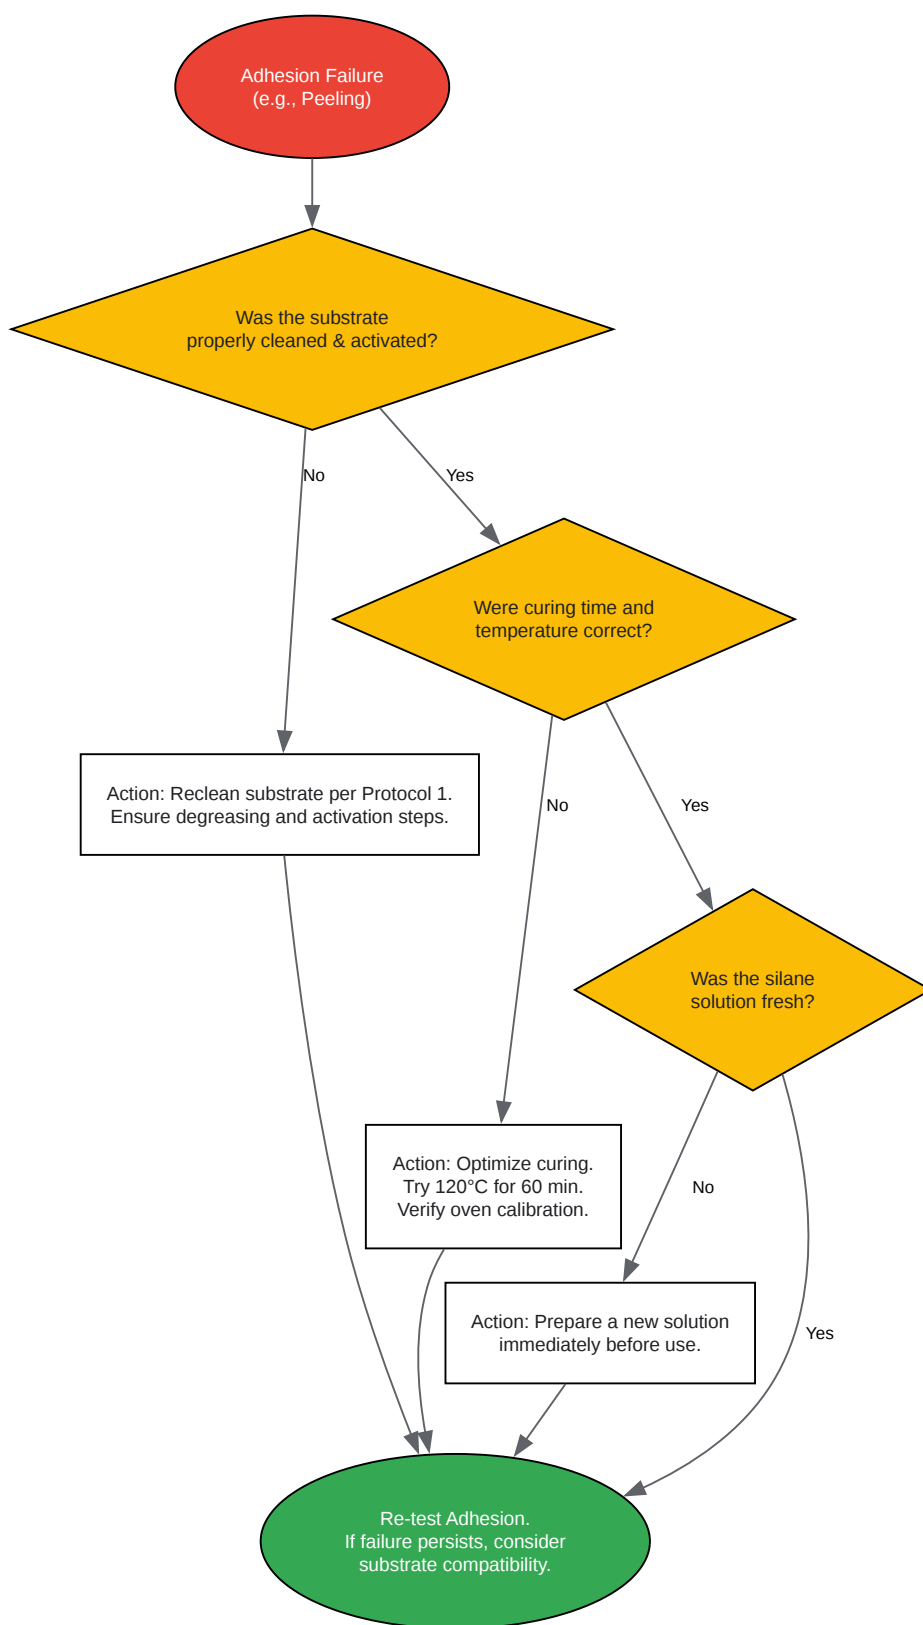 Adhesion Failure
(e.g., Peeling)
Was the substrate
properly cleaned & activated?
No
Yes
Were curing time and
temperature correct?
Action: Reclean substrate per Protocol 1.
Ensure degreasing and activation steps.
No
Yes
Was the silane
solution fresh?
Action: Optimize curing.
Try 120°C for 60 min.
Verify oven calibration.
No
Action: Prepare a new solution
immediately before use.
Yes
Re-test Adhesion.
If failure persists, consider
substrate compatibility.